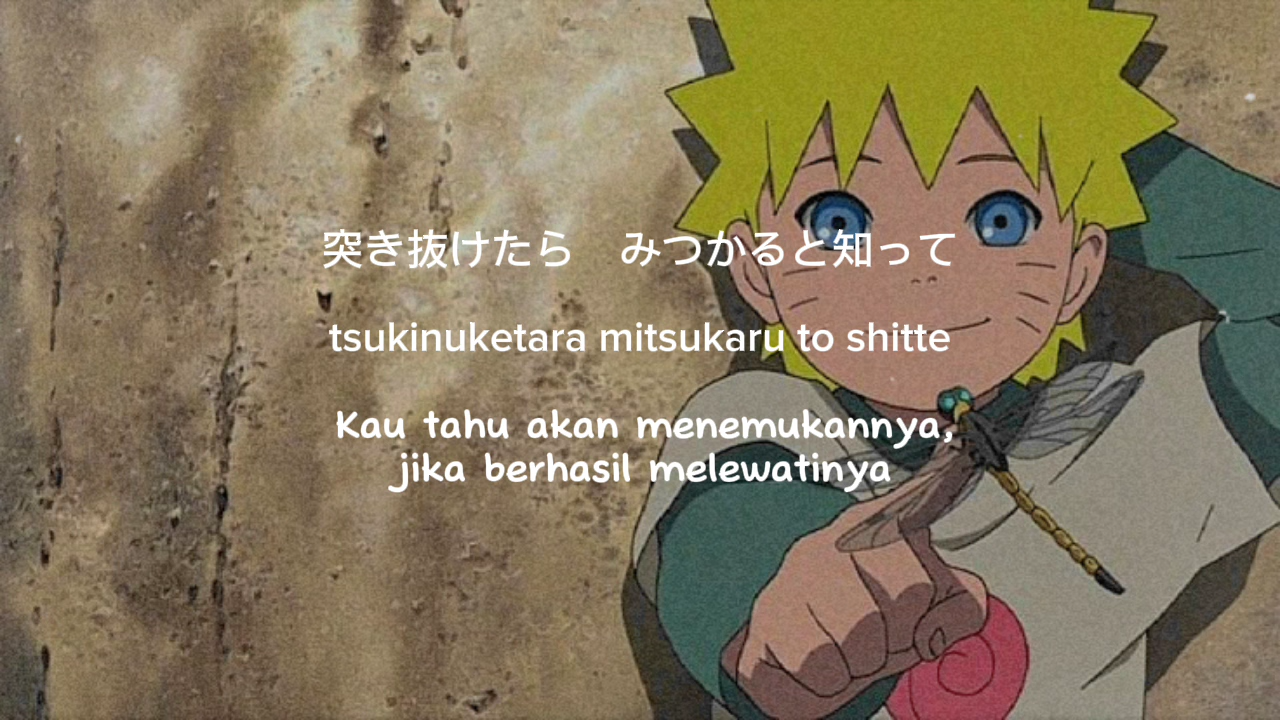 突き抜けたら　みつかると知って
tsukinuketara mitsukaru to shitte
Kau tahu akan menemukannya,
jika berhasil melewatinya